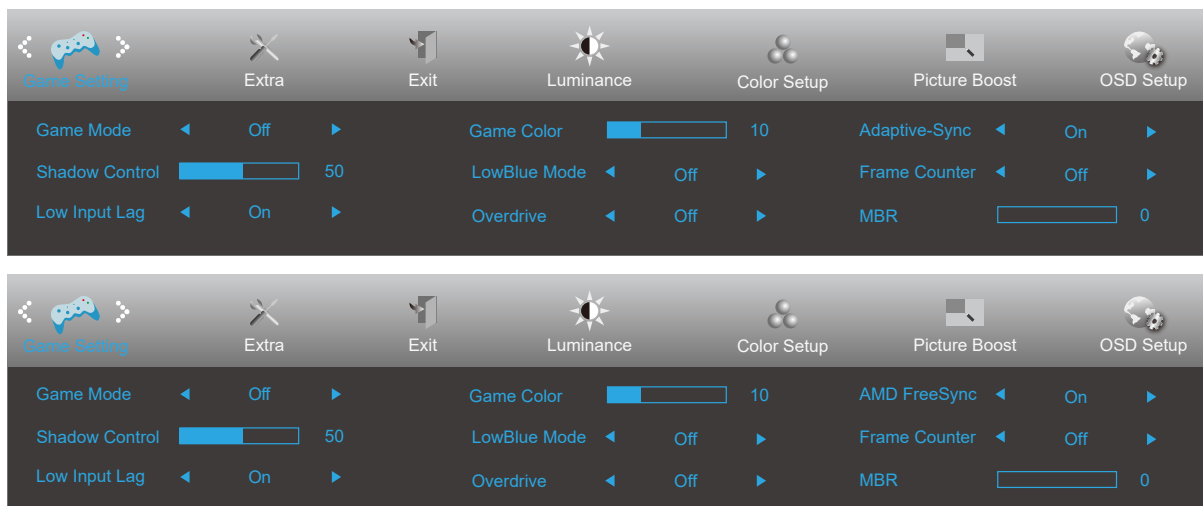 Game Setting Extra Exit Luminance Color Setup Picture Boost OSD Setup
Game Mode Off Game Color 10 Adaptive-Sync On
Shadow Control 50 LowBlue Mode Off Frame Counter Off
Low Input Lag On Overdrive Off MBR 0
Game Setting Extra Exit Luminance Color Setup Picture Boost OSD Setup
Game Mode Off Game Color 10 AMD FreeSync On
Shadow Control 50 LowBlue Mode Off Frame Counter Off
Low Input Lag On Overdrive Off MBR 0